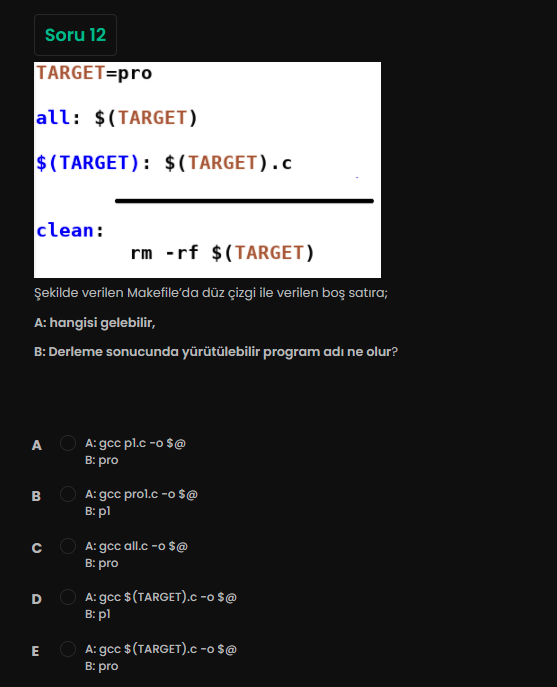 Soru 12
TARGET=pro
all: $(TARGET)
$(TARGET): $(TARGET).c
clean:
rm -rf $(TARGET)
Şekilde verilen Makefile’da düz çizgi ile verilen boş satıra;
A: hangisi gelebilir,
B: Derleme sonucunda yürütülebilir program adı ne olur?
A
A: gcc p1.c -o $@
B: pro
B
A: gcc pro1.c -o $@
B: p1
C
A: gcc all.c -o $@
B: pro
D
A: gcc $(TARGET).c -o $@
B: p1
E
A: gcc $(TARGET).c -o $@
B: pro